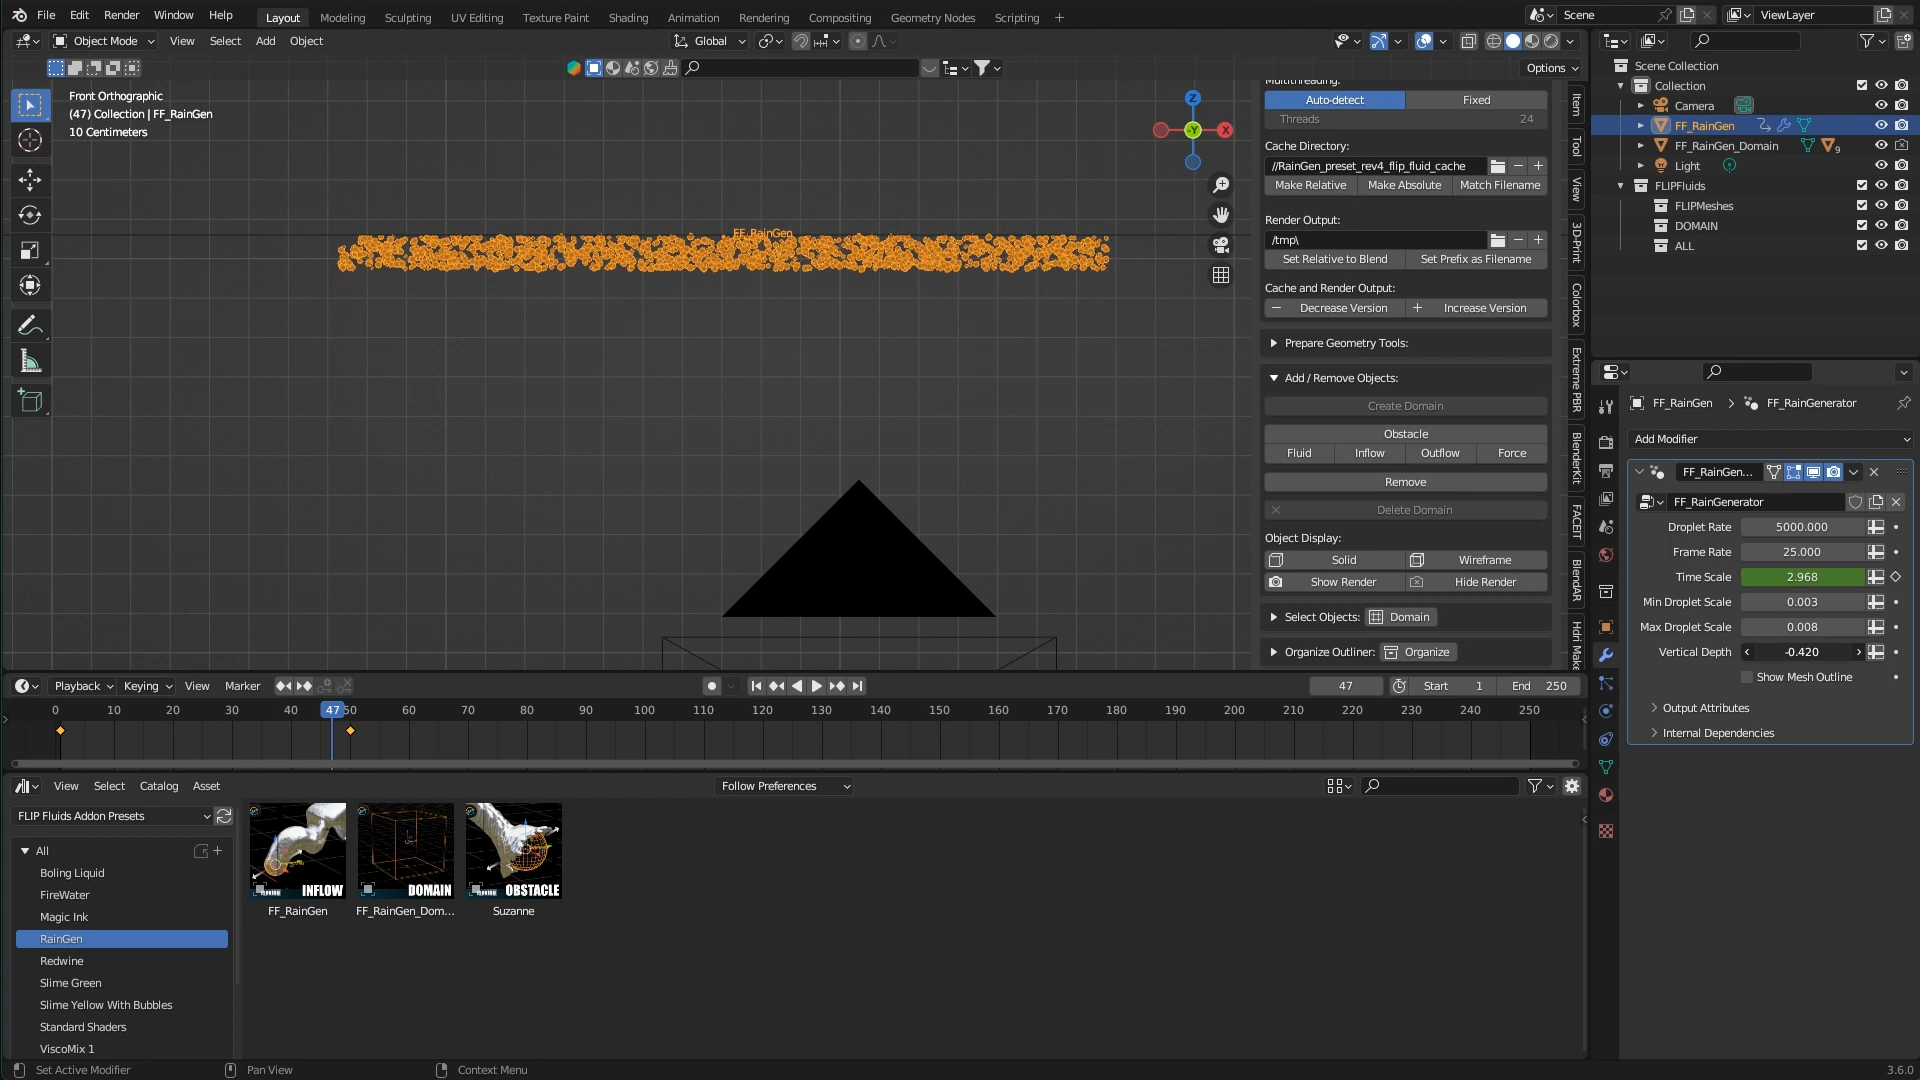 File Edit Render Window Help Layout Modeling Sculpting UV Editing Texture Paint Shading Animation Rendering Compositing Geometry Nodes Scripting + Scene ViewLayer
Object Mode View Select Add Object Global
Options
Front Orthographic
(47) Collection | FF_RainGen
10 Centimeters
Z
-Y
X
FF_RainGen
Multithreading:
Auto-detect Fixed
Threads 24
Cache Directory:
//RainGen_preset_rev4_flip_fluid_cache
Make Relative Make Absolute Match Filename
Render Output:
/tmp\
Set Relative to Blend Set Prefix as Filename
Cache and Render Output:
Decrease Version Increase Version
Prepare Geometry Tools:
Add / Remove Objects:
Create Domain
Obstacle
Fluid Inflow Outflow Force
Remove
Delete Domain
Object Display:
Solid Wireframe
Show Render Hide Render
Select Objects: Domain
Organize Outliner: Organize
Item
Tool
View
3D-Print
Colorbox
Extreme PBR
BlenderKit
FACEIT
BlendAR
Hdri Make
Scene Collection
Collection
Camera
FF_RainGen
FF_RainGen_Domain 9
Light
FLIPFluids
FLIPMeshes
DOMAIN
ALL
FF_RainGen > FF_RainGenerator
Add Modifier
FF_RainGen...
FF_RainGenerator
Droplet Rate 5000.000
Frame Rate 25.000
Time Scale 2.968
Min Droplet Scale 0.003
Max Droplet Scale 0.008
Vertical Depth -0.420
Show Mesh Outline
Output Attributes
Internal Dependencies
Playback Keying View Marker 47 Start 1 End 250
0 10 20 30 40 47 50 60 70 80 90 100 110 120 130 140 150 160 170 180 190 200 210 220 230 240 250
View Select Catalog Asset Follow Preferences
FLIP Fluids Addon Presets
All
Boling Liquid
FireWater
Magic Ink
RainGen
Redwine
Slime Green
Slime Yellow With Bubbles
Standard Shaders
ViscoMix 1
INFLOW DOMAIN OBSTACLE
FF_RainGen FF_RainGen_Dom... Suzanne
Set Active Modifier Pan View Context Menu 3.6.0